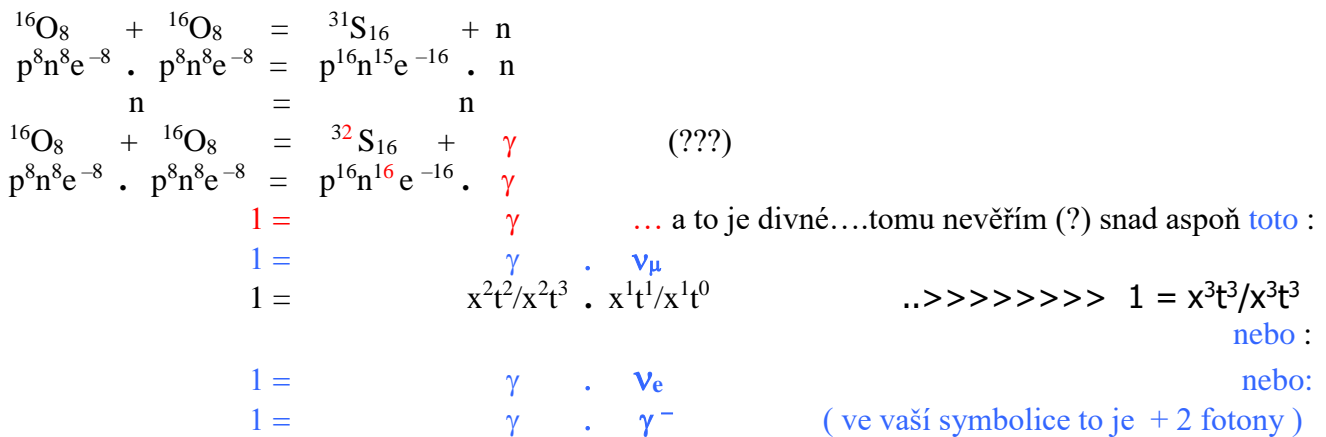 ¹⁶O₈ + ¹⁶O₈ = ³¹S₁₆ + n
p⁸n⁸e⁻⁸ . p⁸n⁸e⁻⁸ = p¹⁶n¹⁵e⁻¹⁶ . n
n = n
¹⁶O₈ + ¹⁶O₈ = ³²S₁₆ + γ (???)
p⁸n⁸e⁻⁸ . p⁸n⁸e⁻⁸ = p¹⁶n¹⁶e⁻¹⁶. γ
1 = γ … a to je divné….tomu nevěřím (?) snad aspoň toto :
1 = γ . νμ
1 = x²t²/x²t³ . x¹t¹/x¹t⁰ ..>>>>>>>> 1 = x³t³/x³t³
nebo :
1 = γ . νₑ nebo:
1 = γ . γ⁻ ( ve vaší symbolice to je + 2 fotony )